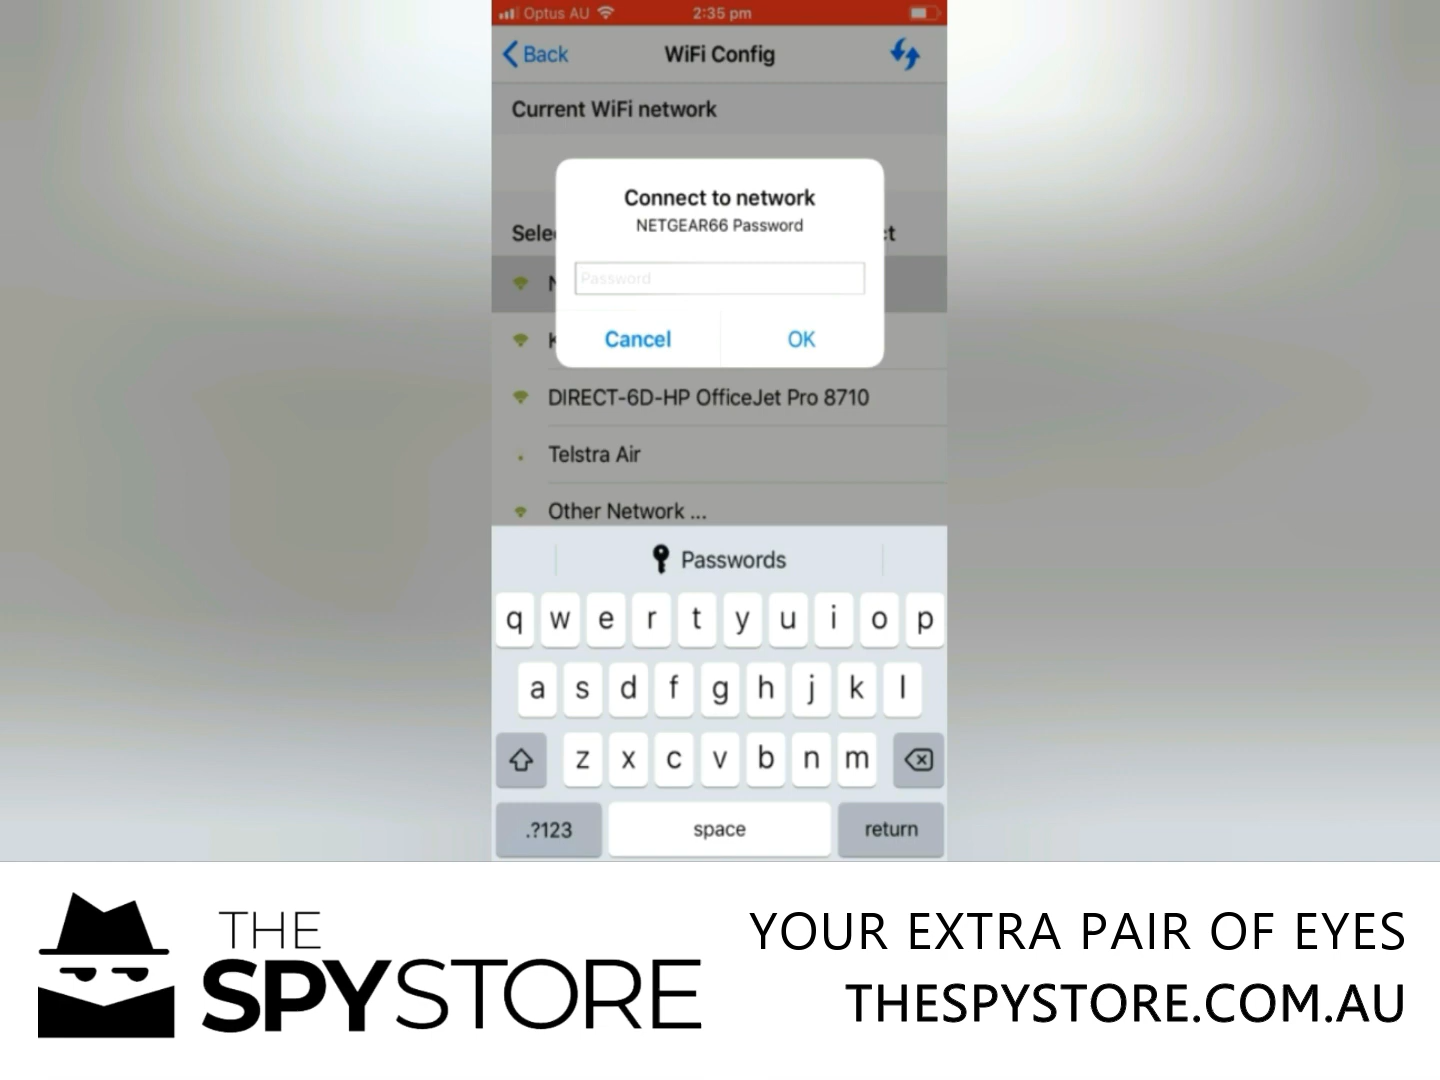 Optus AU 2:35 pm
Back WiFi Config
Current WiFi network
Connect to network
NETGEAR66 Password
Password
Cancel OK
DIRECT-6D-HP OfficeJet Pro 8710
Telstra Air
Other Network ...
Passwords
q w e r t y u i o p
a s d f g h j k l
z x c v b n m
.?123 space return
THE
SPYSTORE
YOUR EXTRA PAIR OF EYES
THESPYSTORE.COM.AU